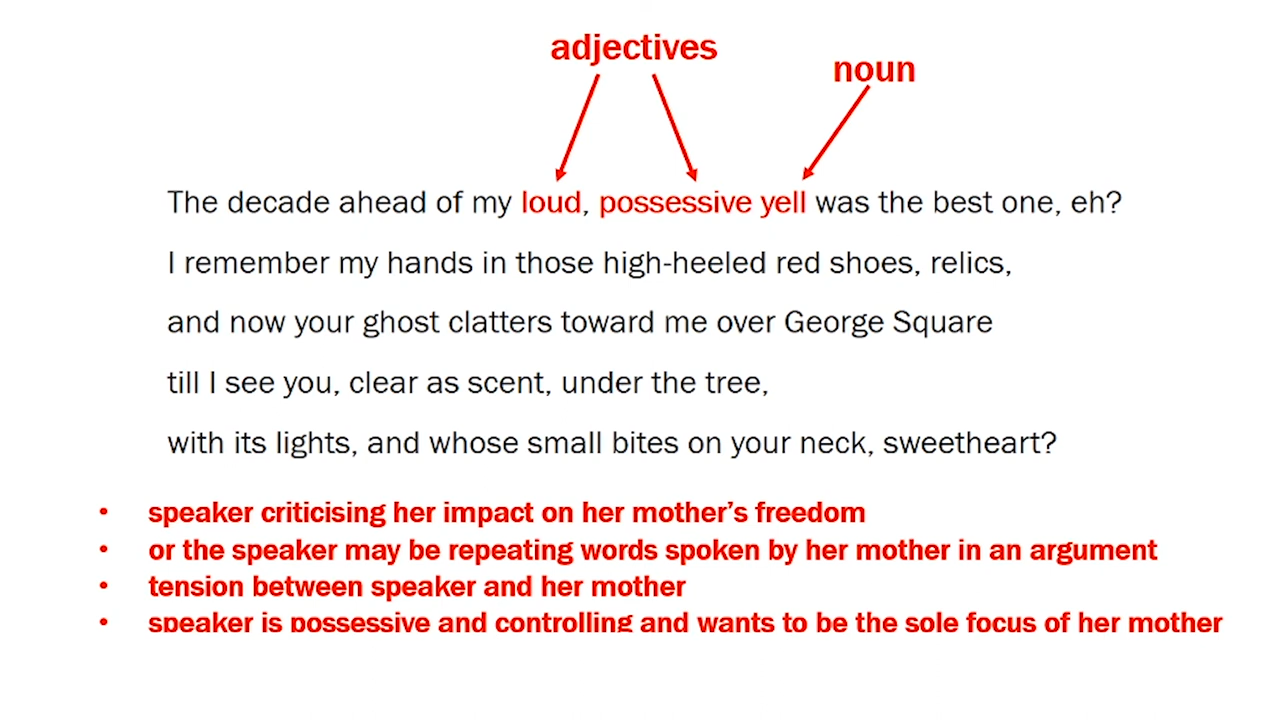 adjectives
noun
The decade ahead of my loud, possessive yell was the best one, eh?
I remember my hands in those high-heeled red shoes, relics,
and now your ghost clatters toward me over George Square
till I see you, clear as scent, under the tree,
with its lights, and whose small bites on your neck, sweetheart?
• speaker criticising her impact on her mother’s freedom
• or the speaker may be repeating words spoken by her mother in an argument
• tension between speaker and her mother
• speaker is possessive and controlling and wants to be the sole focus of her mother